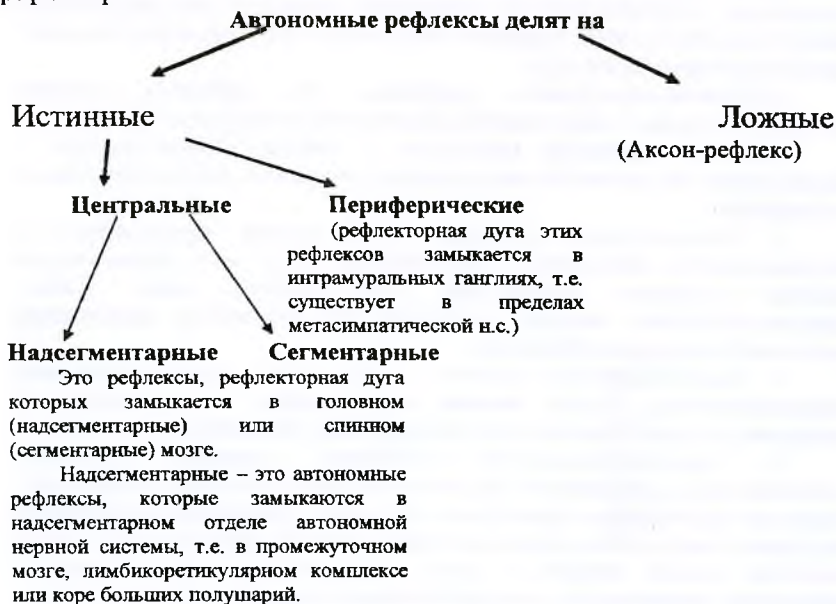 Автономные рефлексы делят на
Истинные
Ложные
(Аксон-рефлекс)
Центральные
Периферические
(рефлекторная дуга этих
рефлексов замыкается в
интрамуральных ганглиях, т.е.
существует в пределах
метасимпатической н.с.)
Надсегментарные Сегментарные
Это рефлексы, рефлекторная дуга
которых замыкается в головном
(надсегментарные) или спинном
(сегментарные) мозге.
Надсегментарные – это автономные
рефлексы, которые замыкаются в
надсегментарном отделе автономной
нервной системы, т.е. в промежуточном
мозге, лимбикоретикулярном комплексе
или коре больших полушарий.